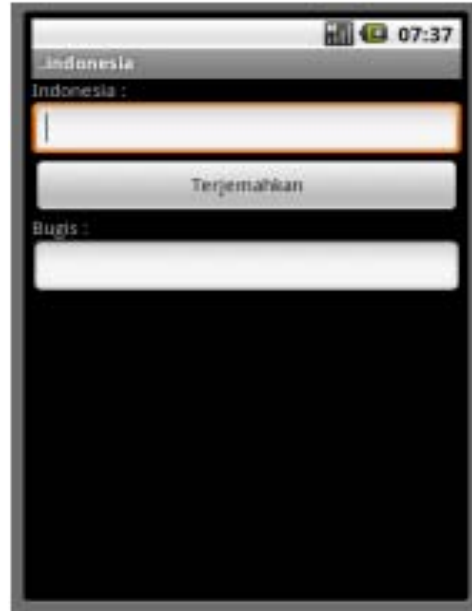 07:37
..indonesia
Indonesia :
Terjemahkan
Bugis :